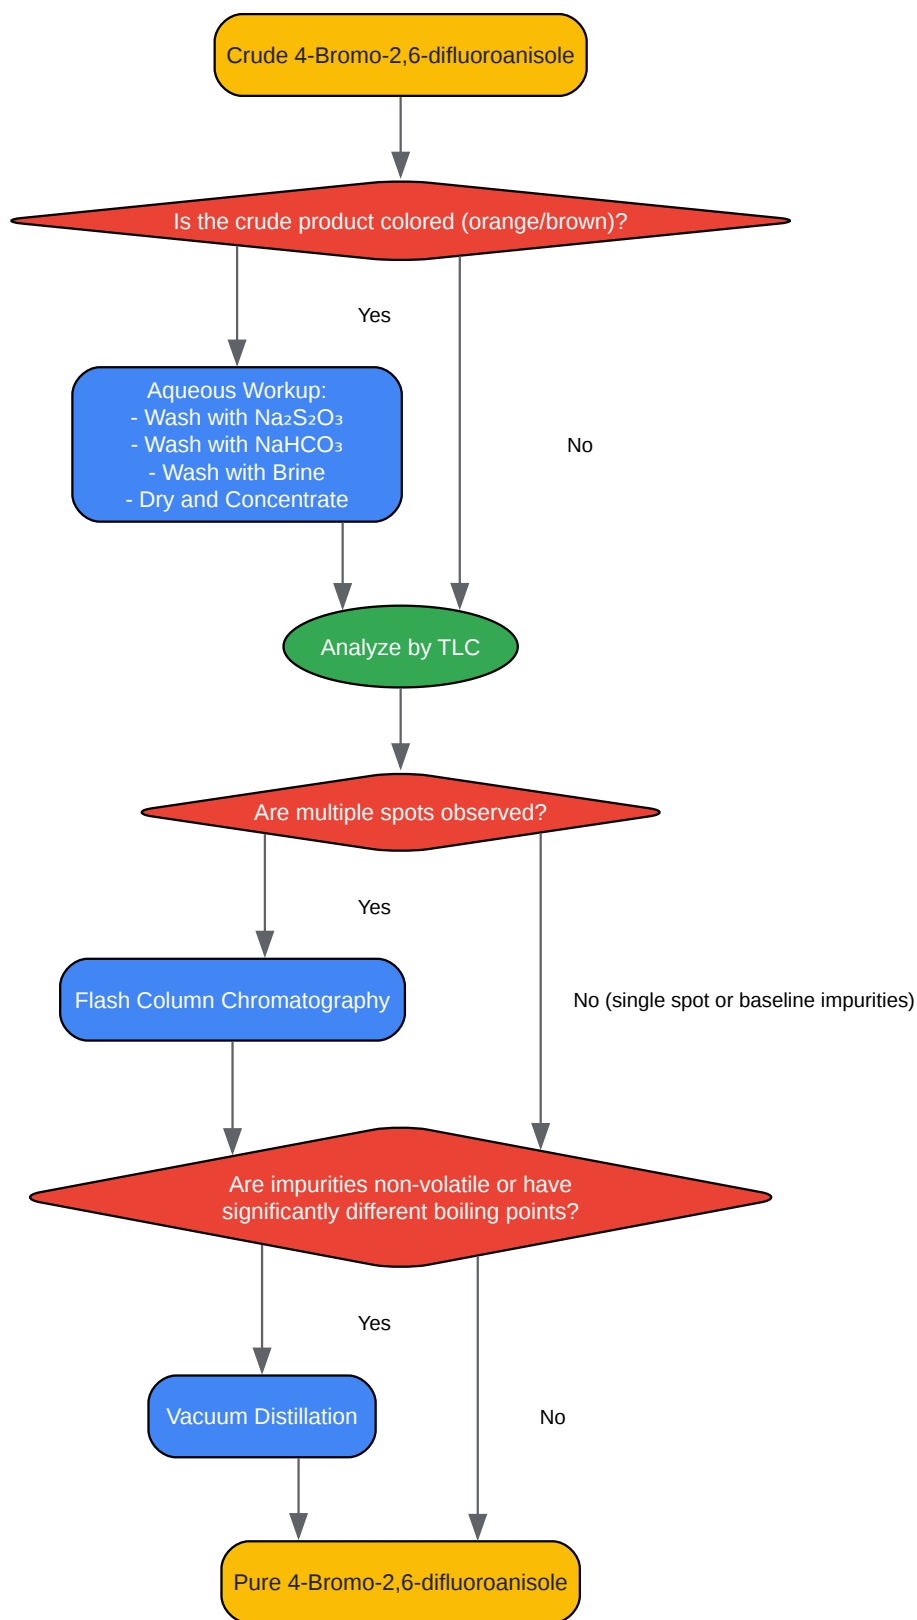 Crude 4-Bromo-2,6-difluoroanisole
Is the crude product colored (orange/brown)?
Yes
Aqueous Workup:
- Wash with Na₂S₂O₃
- Wash with NaHCO₃
- Wash with Brine
- Dry and Concentrate
No
Analyze by TLC
Are multiple spots observed?
Yes
Flash Column Chromatography
No (single spot or baseline impurities)
Are impurities non-volatile or have
significantly different boiling points?
Yes
Vacuum Distillation
No
Pure 4-Bromo-2,6-difluoroanisole